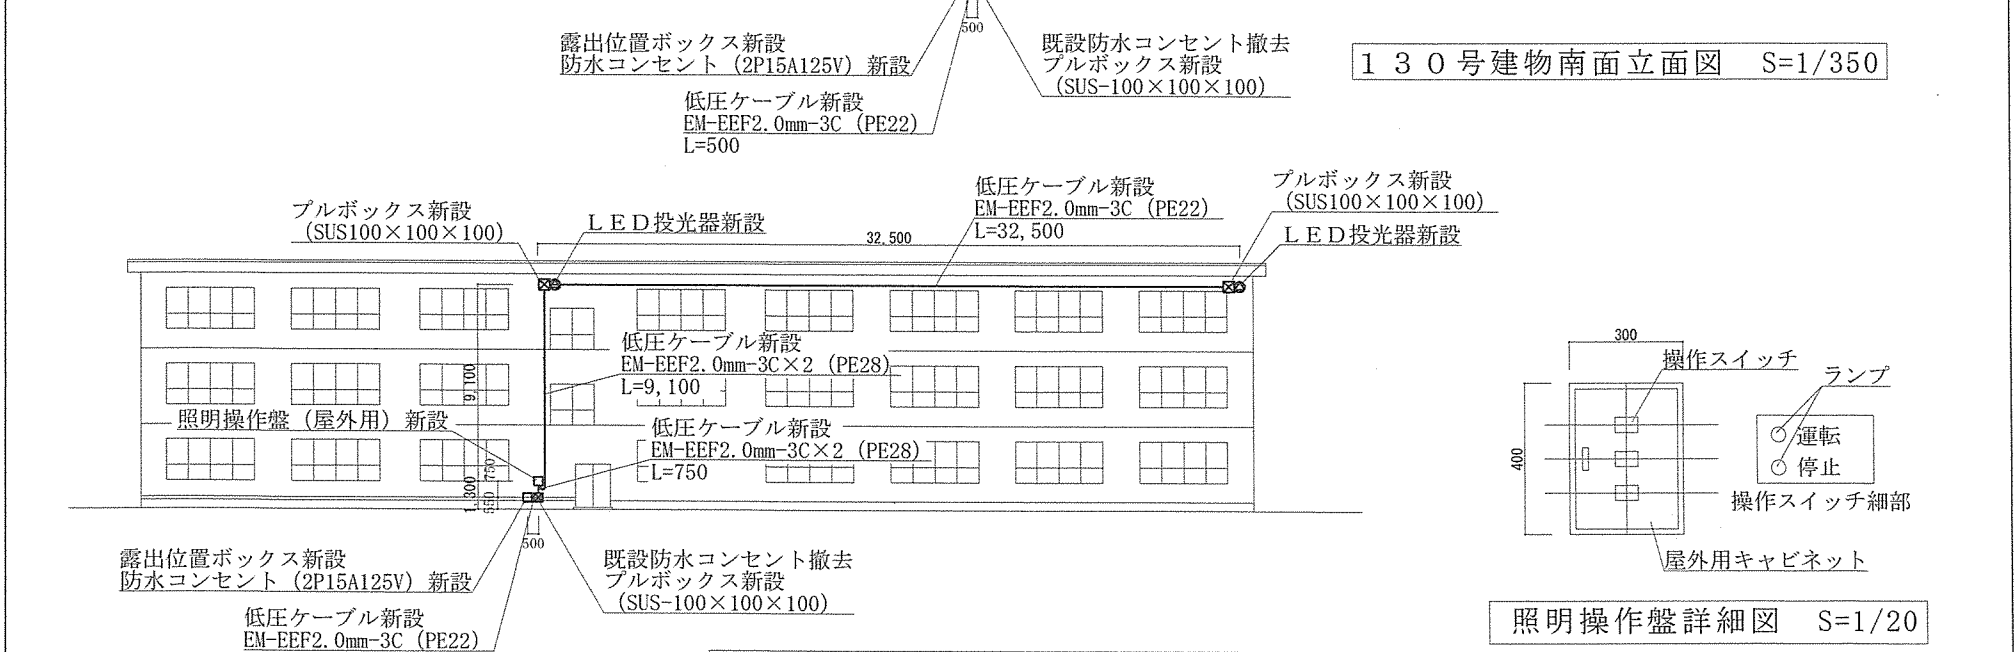 500
露出位置ボックス新設
防水コンセント（2P15A125V）新設
既設防水コンセント撤去
プルボックス新設
（SUS-100×100×100）
低圧ケーブル新設
EM-EEF2.0mm-3C（PE22）
L=500
１３０号建物南面立面図　S=1/350
プルボックス新設
（SUS100×100×100）
ＬＥＤ投光器新設
32,500
低圧ケーブル新設
EM-EEF2.0mm-3C（PE22）
L=32,500
プルボックス新設
（SUS100×100×100）
ＬＥＤ投光器新設
低圧ケーブル新設
EM-EEF2.0mm-3C×2（PE28）
L=9,100
9,100
照明操作盤（屋外用）新設
低圧ケーブル新設
EM-EEF2.0mm-3C×2（PE28）
L=750
750
1,300
550
500
露出位置ボックス新設
防水コンセント（2P15A125V）新設
既設防水コンセント撤去
プルボックス新設
（SUS-100×100×100）
低圧ケーブル新設
EM-EEF2.0mm-3C（PE22）
300
400
操作スイッチ
ランプ
運転
停止
操作スイッチ細部
屋外用キャビネット
照明操作盤詳細図　S=1/20